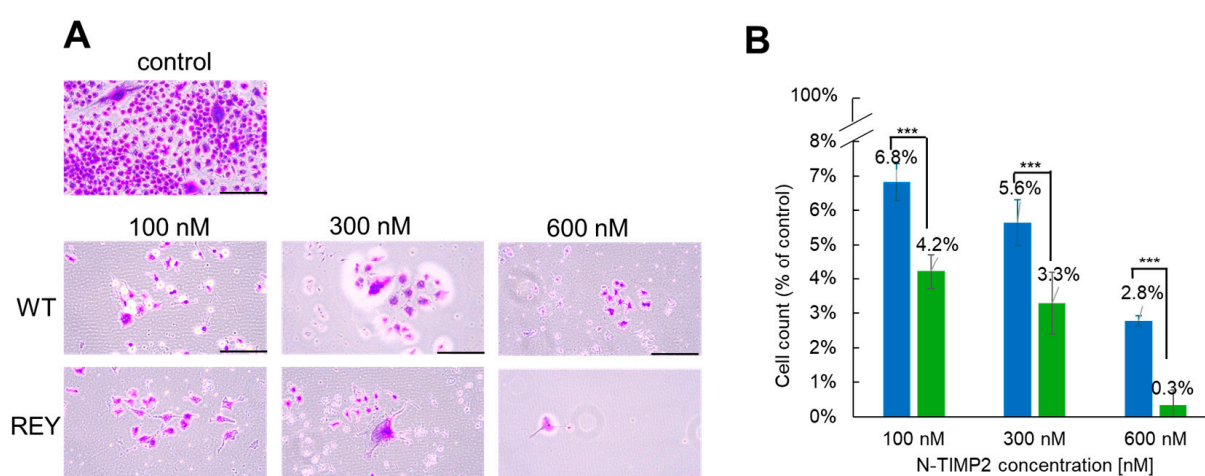 A
control
100 nM 300 nM 600 nM
WT
REY
B
Cell count (% of control)
100%
8%
7%
6%
5%
4%
3%
2%
1%
0%
***
6.8%
4.2%
***
5.6%
3.3%
***
2.8%
0.3%
100 nM 300 nM 600 nM
N-TIMP2 concentration [nM]